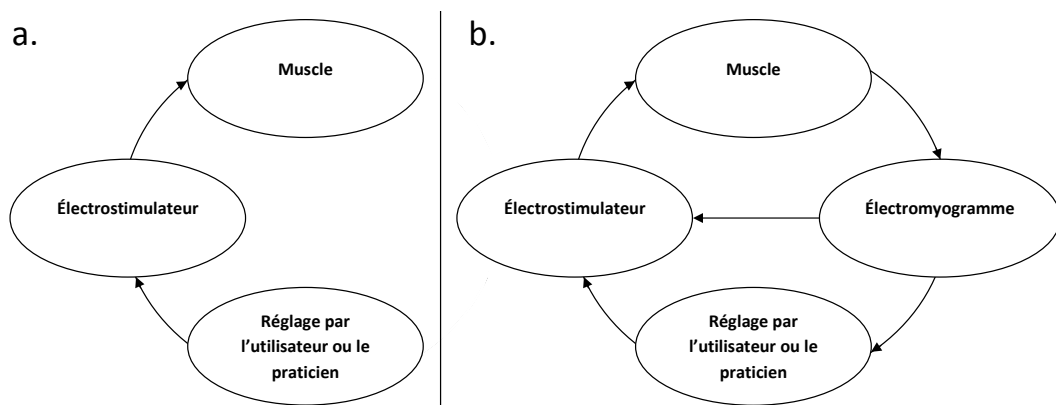 a.
Muscle
Électrostimulateur
Réglage par
l'utilisateur ou le
praticien
b.
Muscle
Électrostimulateur
Électromyogramme
Réglage par
l'utilisateur ou le
praticien